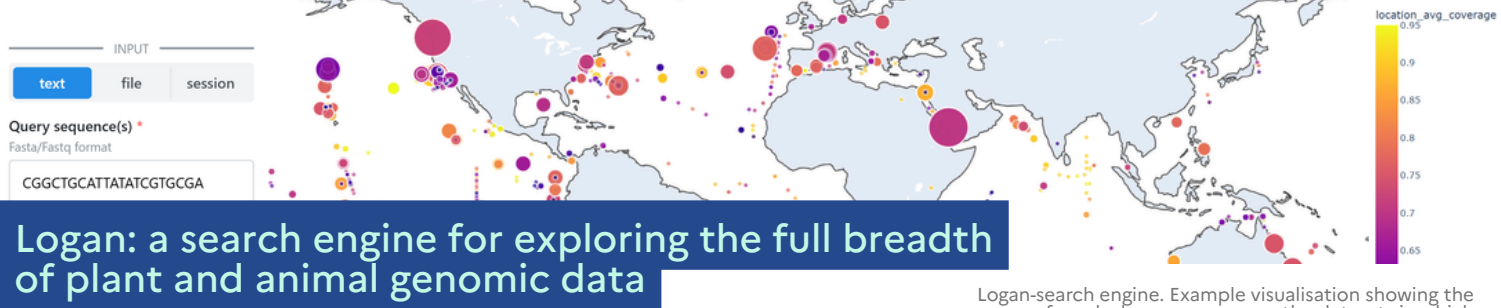 INPUT
text
file
session
Query sequence(s) *
Fasta/Fastq format
CGGCTGCATTATATCGTGCGA
location_avg_coverage
0.95
0.9
0.85
0.8
0.75
0.7
0.65
Logan: a search engine for exploring the full breadth
of plant and animal genomic data
Logan-search engine. Example visualisation showing the